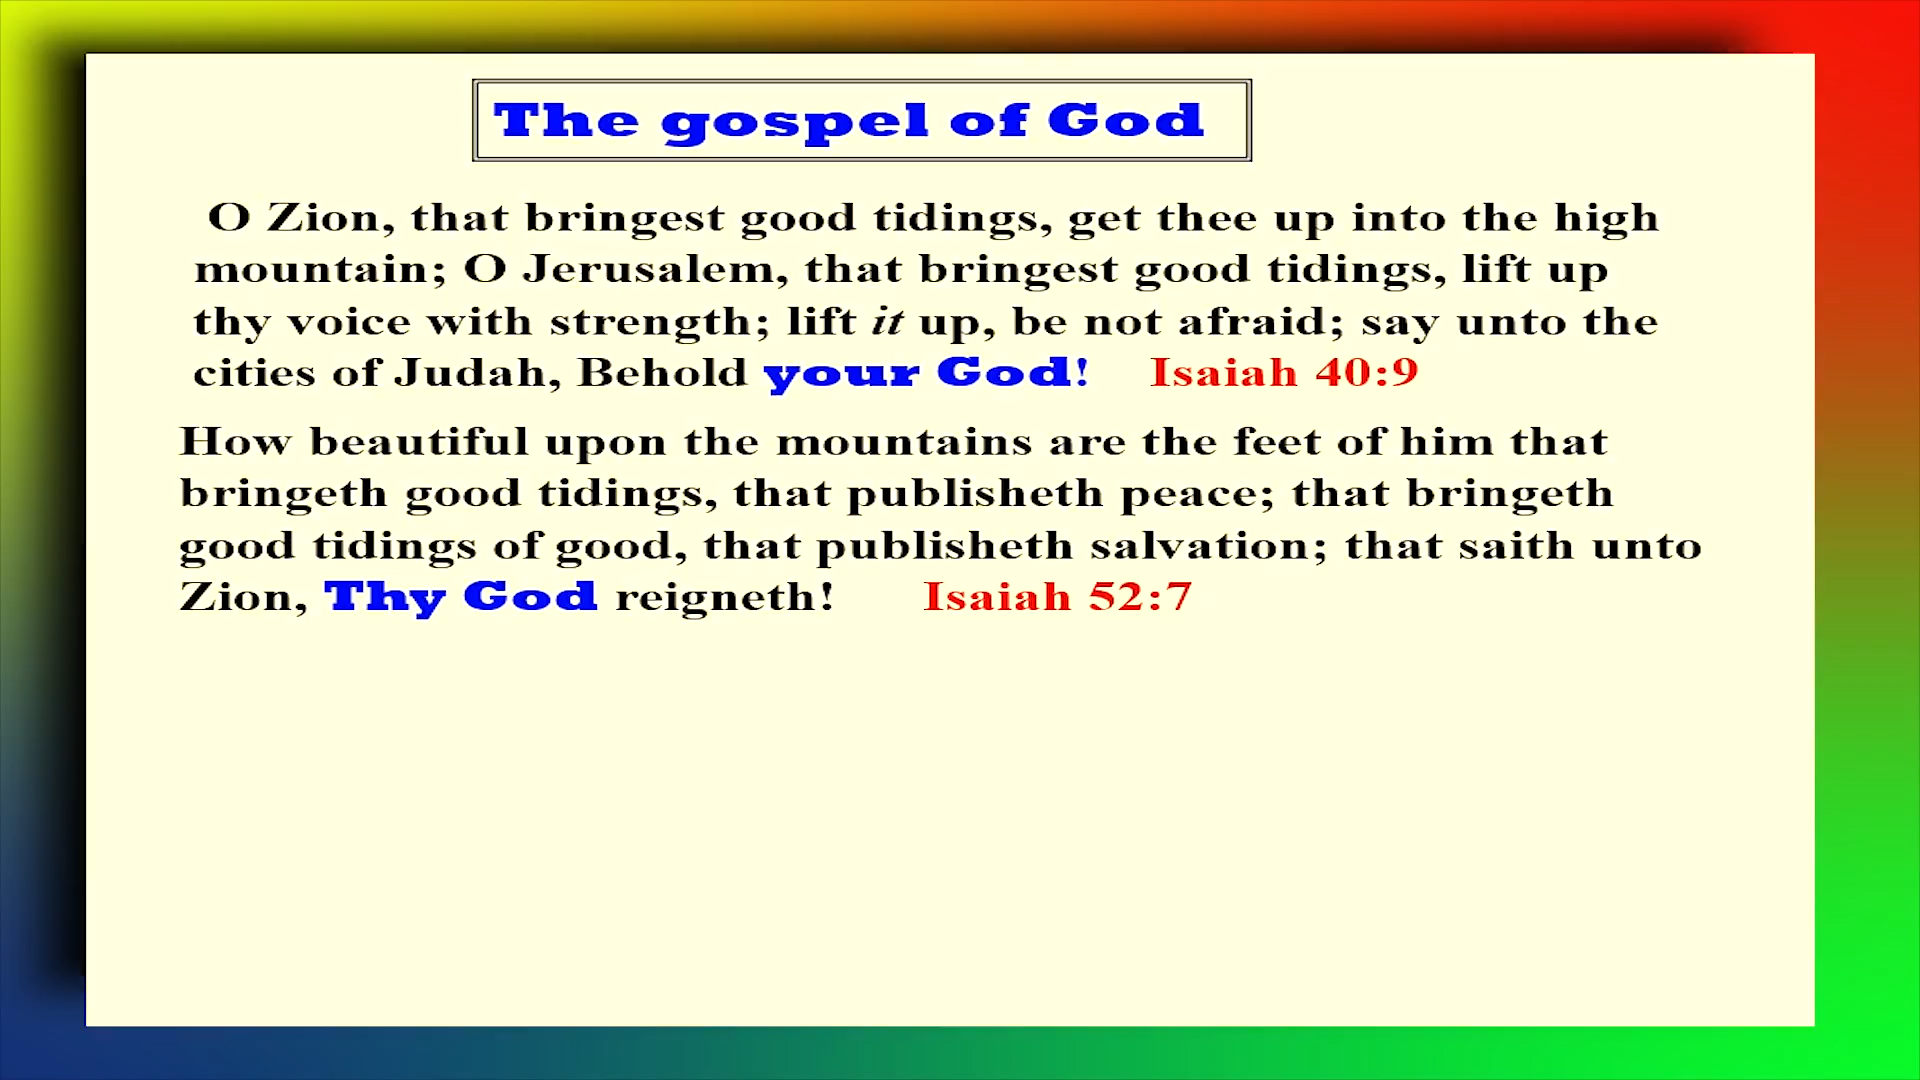 The gospel of God
O Zion, that bringest good tidings, get thee up into the high
mountain; O Jerusalem, that bringest good tidings, lift up
thy voice with strength; lift it up, be not afraid; say unto the
cities of Judah, Behold your God! Isaiah 40:9
How beautiful upon the mountains are the feet of him that
bringeth good tidings, that publisheth peace; that bringeth
good tidings of good, that publisheth salvation; that saith unto
Zion, Thy God reigneth! Isaiah 52:7